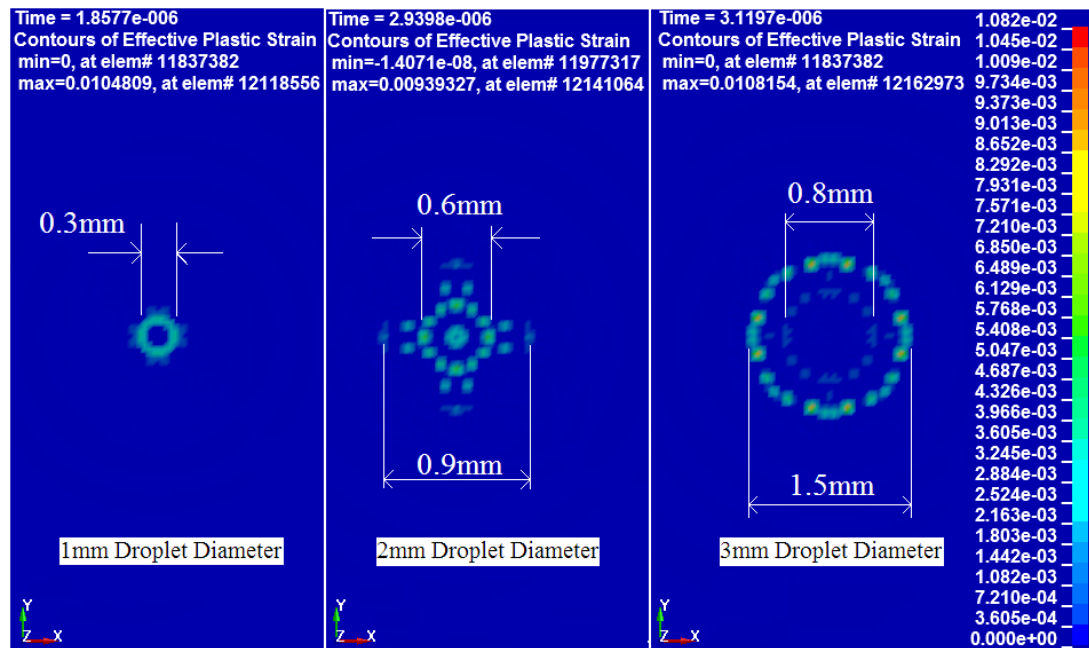 Time = 1.8577e-006
Contours of Effective Plastic Strain
min=0, at elem# 11837382
max=0.0104809, at elem# 12118556
0.3mm
1mm Droplet Diameter
Y
Z X
Time = 2.9398e-006
Contours of Effective Plastic Strain
min=-1.4071e-08, at elem# 11977317
max=0.00939327, at elem# 12141064
0.6mm
0.9mm
2mm Droplet Diameter
Y
Z X
Time = 3.1197e-006
Contours of Effective Plastic Strain
min=0, at elem# 11837382
max=0.0108154, at elem# 12162973
0.8mm
1.5mm
3mm Droplet Diameter
Y
Z X
1.082e-02
1.045e-02
1.009e-02
9.734e-03
9.373e-03
9.013e-03
8.652e-03
8.292e-03
7.931e-03
7.571e-03
7.210e-03
6.850e-03
6.489e-03
6.129e-03
5.768e-03
5.408e-03
5.047e-03
4.687e-03
4.326e-03
3.966e-03
3.605e-03
3.245e-03
2.884e-03
2.524e-03
2.163e-03
1.803e-03
1.442e-03
1.082e-03
7.210e-04
3.605e-04
0.000e+00